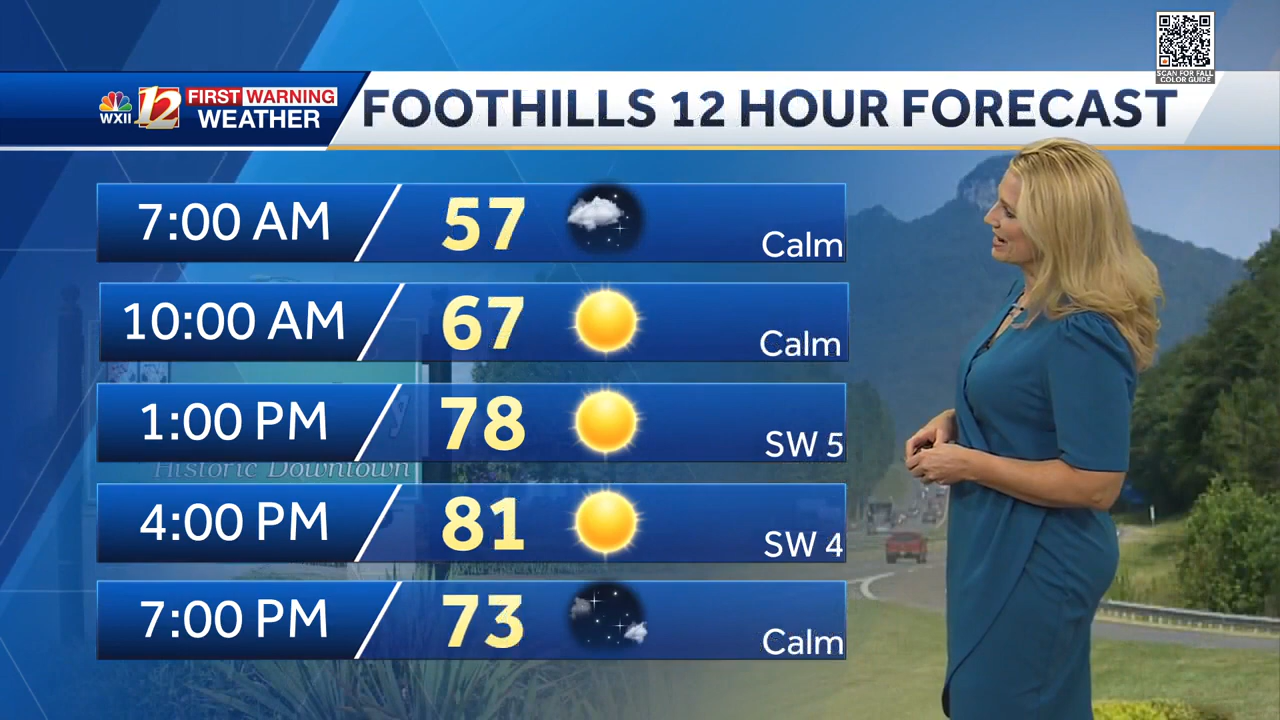 SCAN FOR FALL
COLOR GUIDE
WXII 12 FIRST WARNING
WEATHER
FOOTHILLS 12 HOUR FORECAST
7:00 AM 57 Calm
10:00 AM 67 Calm
1:00 PM 78 SW 5
Historic Downtown
4:00 PM 81 SW 4
7:00 PM 73 Calm